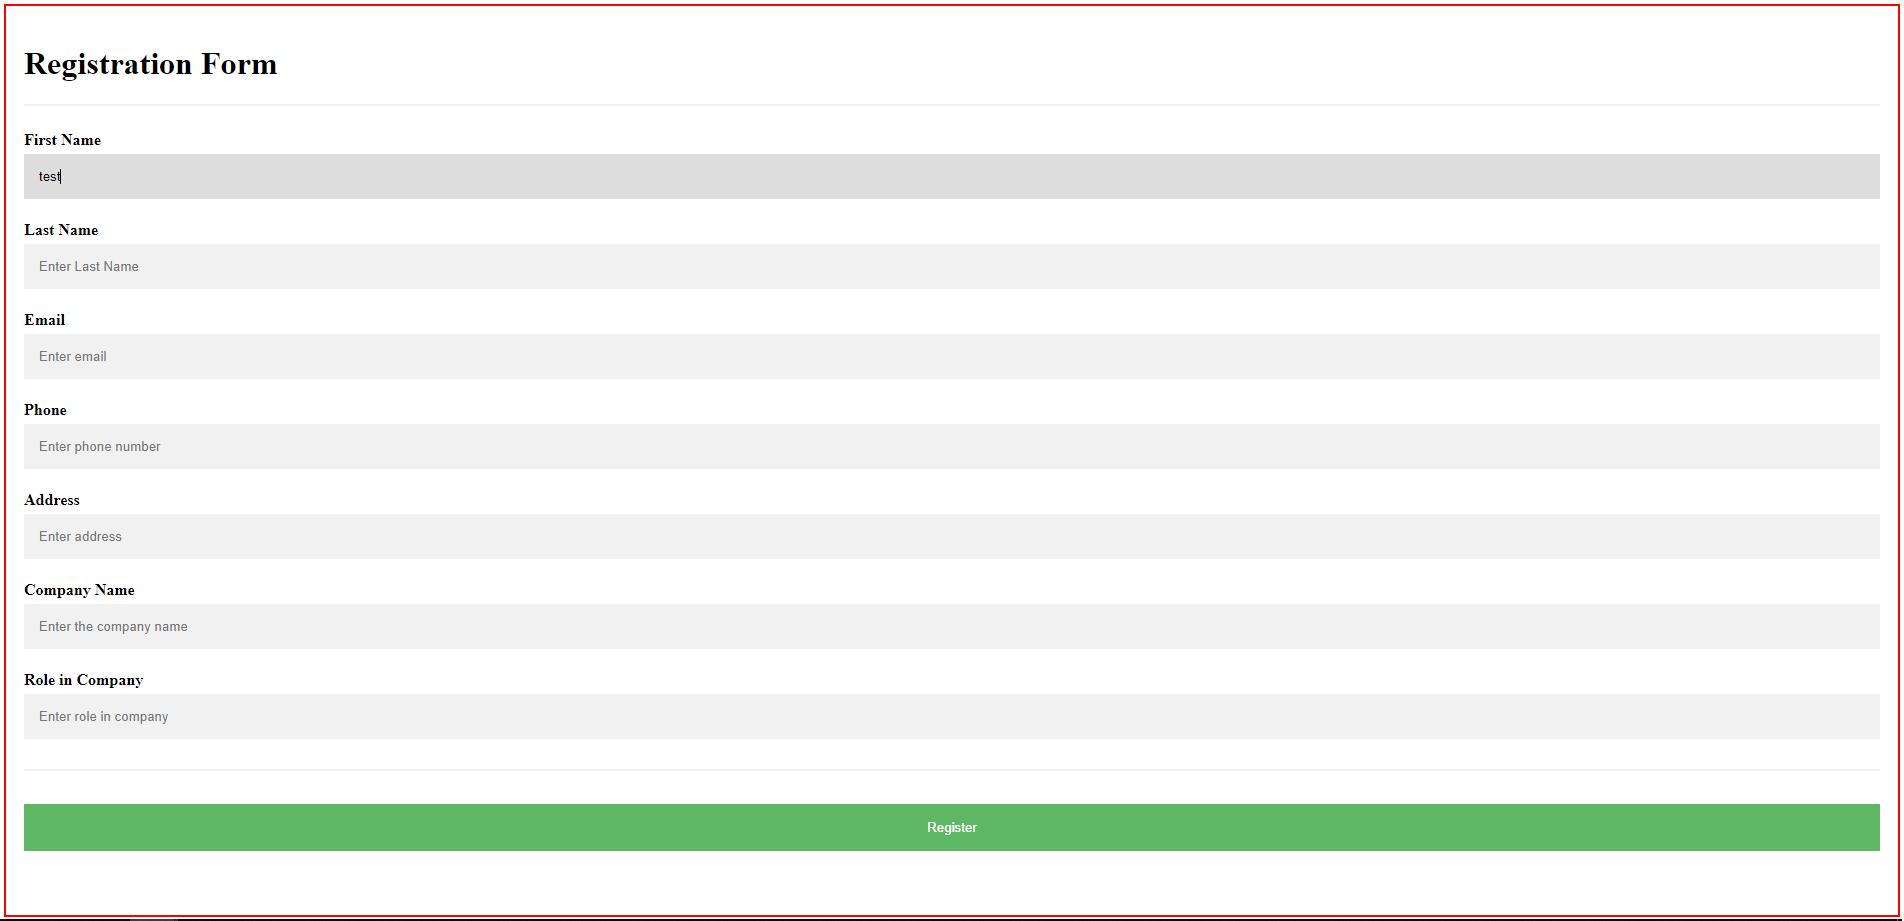 Registration Form
First Name
test
Last Name
Enter Last Name
Email
Enter email
Phone
Enter phone number
Address
Enter address
Company Name
Enter the company name
Role in Company
Enter role in company
Register